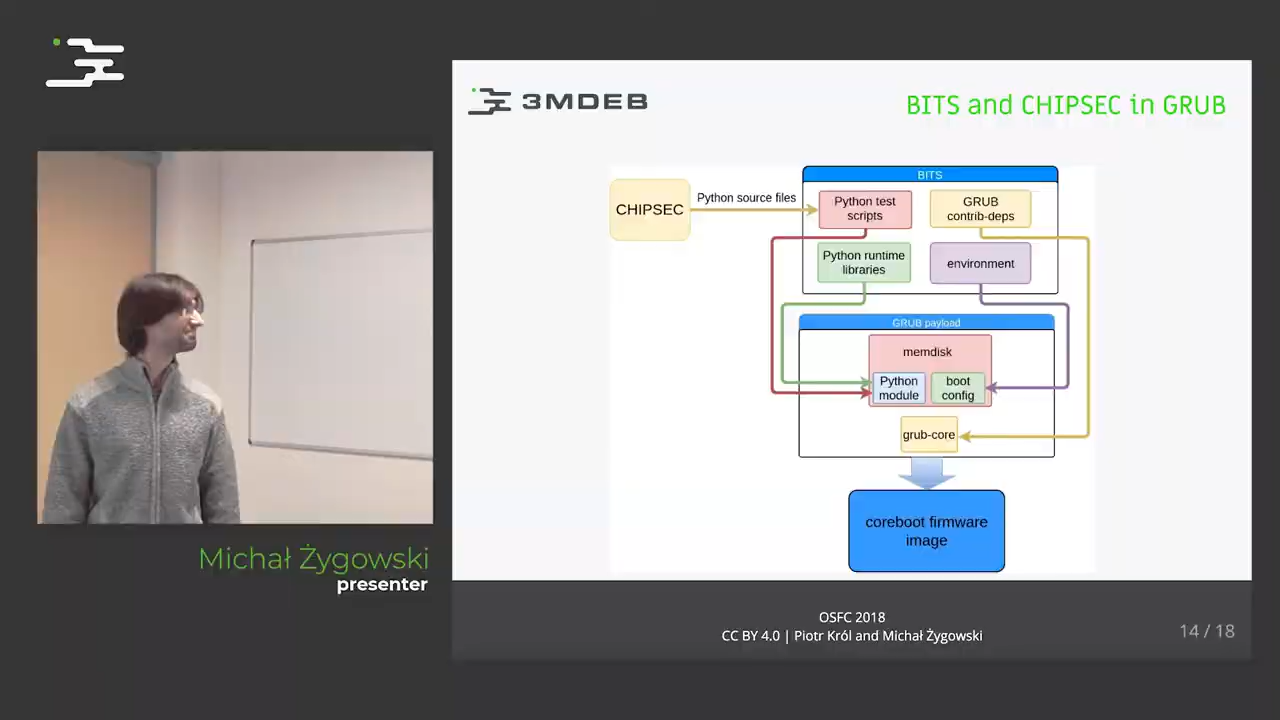 3MDEB
BITS and CHIPSEC in GRUB
BITS
CHIPSEC
Python source files
Python test
scripts
GRUB
contrib-deps
Python runtime
libraries
environment
GRUB payload
memdisk
Python
module
boot
config
grub-core
coreboot firmware
image
Michał Żygowski
presenter
OSFC 2018
CC BY 4.0 | Piotr Król and Michał Żygowski
14 / 18